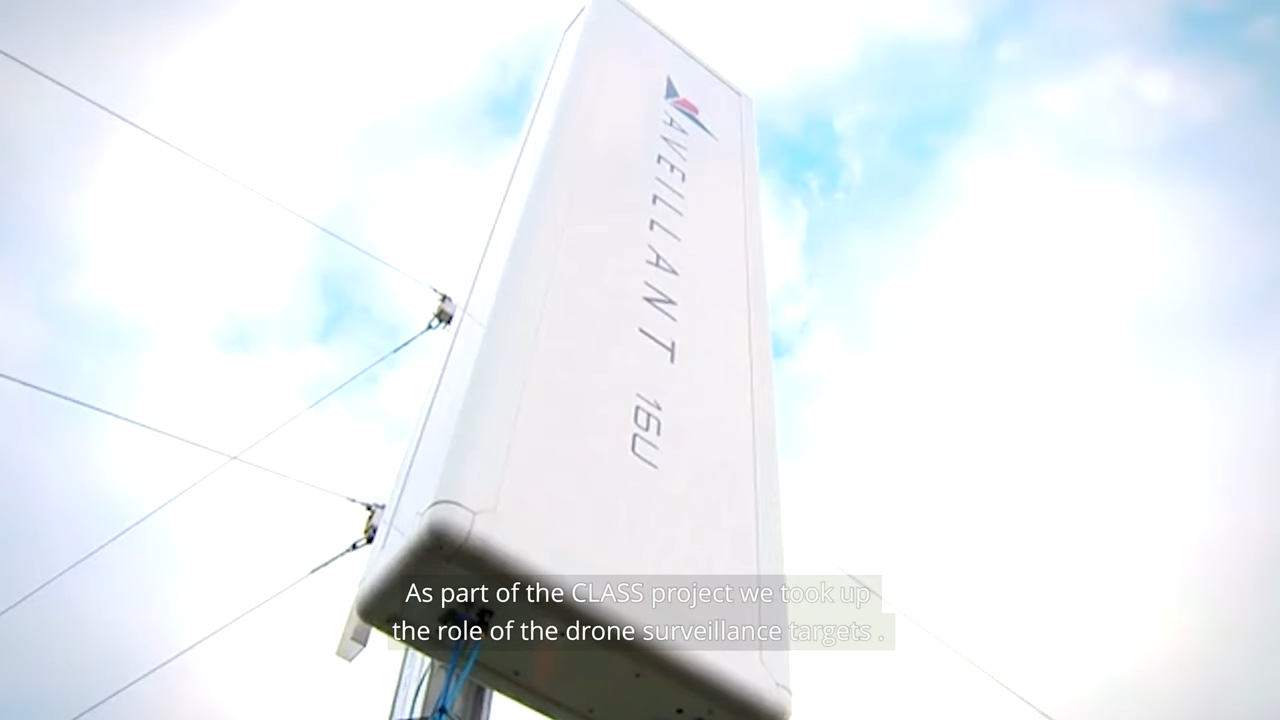 AVEILLANT 16U
As part of the CLASS project we took up
the role of the drone surveillance targets .